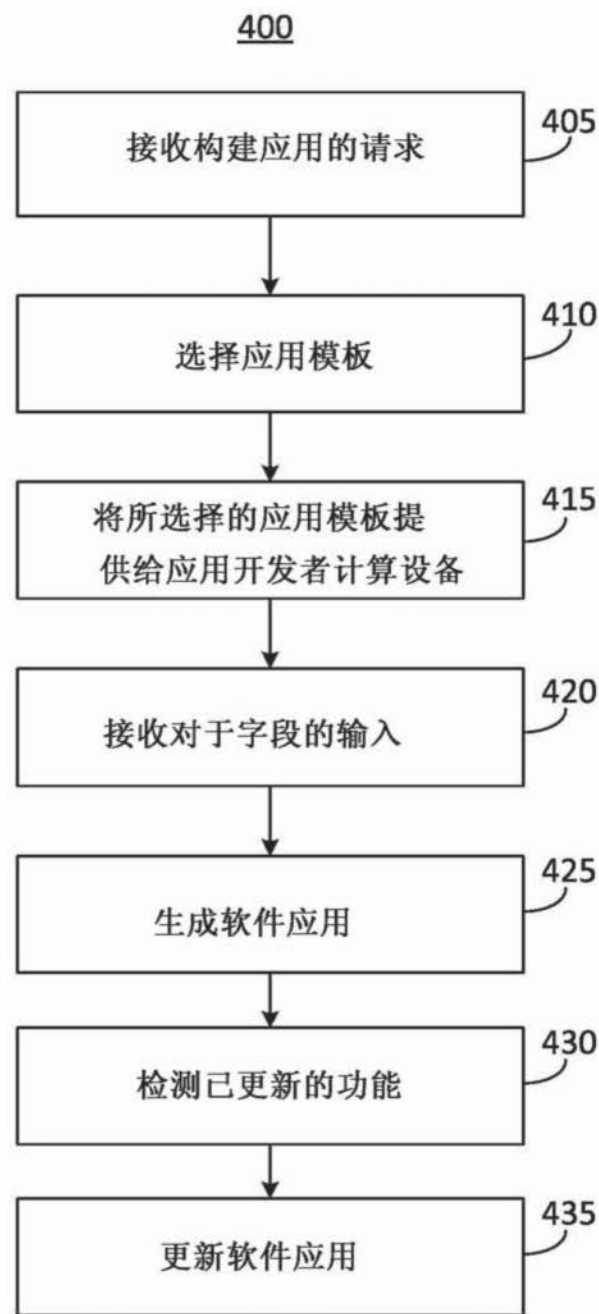 400
接收构建应用的请求
405
选择应用模板
410
将所选择的应用模板提
供给应用开发者计算设备
415
接收对于字段的输入
420
生成软件应用
425
检测已更新的功能
430
更新软件应用
435